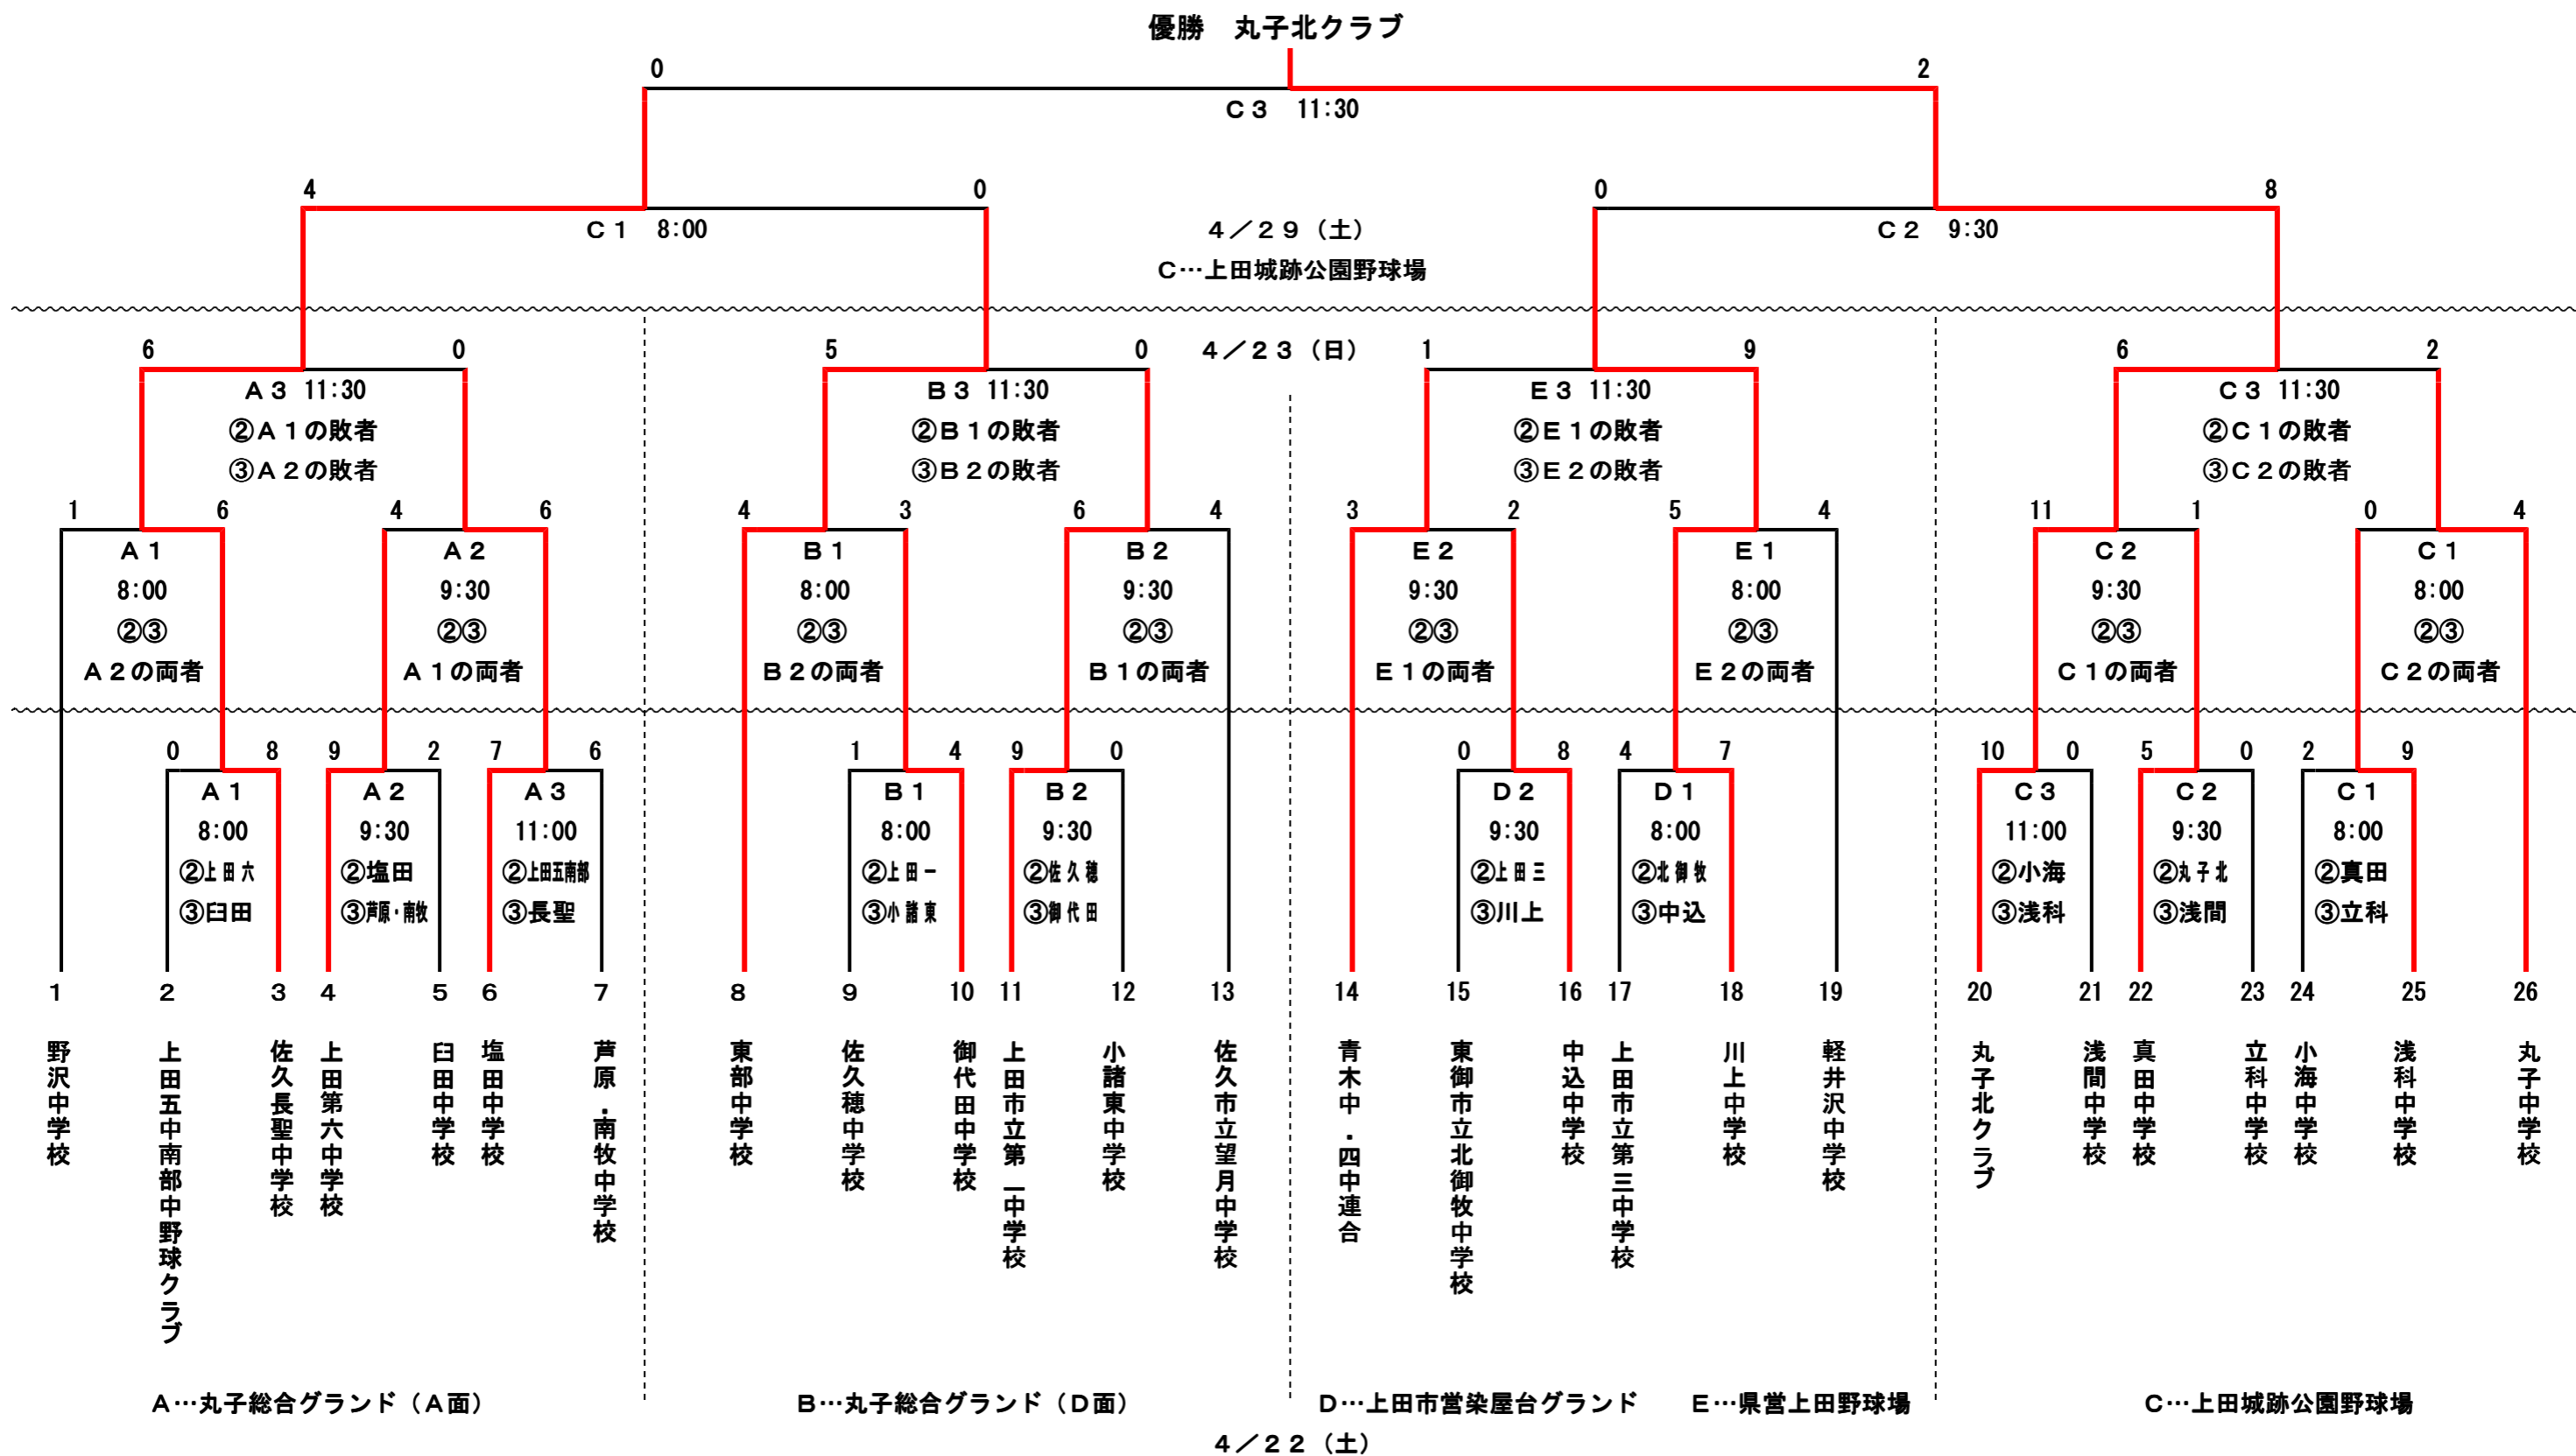 優勝　丸子北クラブ
0 2
C3 11:30
4 0 0 8
C1 8:00 4／29（土） C2 9:30
C…上田城跡公園野球場
6 0 5 0 4／23（日） 1 9 6 2
A3 11:30 B3 11:30 E3 11:30 C3 11:30
②A1の敗者 ②B1の敗者 ②E1の敗者 ②C1の敗者
③A2の敗者 ③B2の敗者 ③E2の敗者 ③C2の敗者
1 6 4 6 4 3 6 4 3 2 5 4 11 1 0 4
A1 A2 B1 B2 E2 E1 C2 C1
8:00 9:30 8:00 9:30 9:30 8:00 9:30 8:00
②③ ②③ ②③ ②③ ②③ ②③ ②③ ②③
A2の両者 A1の両者 B2の両者 B1の両者 E1の両者 E2の両者 C1の両者 C2の両者
0 8 9 2 7 6 1 4 9 0 0 8 4 7 10 0 5 0 2 9
A1 A2 A3 B1 B2 D2 D1 C3 C2 C1
8:00 9:30 11:00 8:00 9:30 9:30 8:00 11:00 9:30 8:00
②上田六 ②塩田 ②上田五南部 ②上田一 ②佐久穂 ②上田三 ②北御牧 ②小海 ②丸子北 ②真田
③臼田 ③芦原・南牧 ③長聖 ③小諸東 ③御代田 ③川上 ③中込 ③浅科 ③浅間 ③立科
1 2 3 4 5 6 7 8 9 10 11 12 13 14 15 16 17 18 19 20 21 22 23 24 25 26
野沢中学校
上田五中南部中野球クラブ
佐久長聖中学校
上田第六中学校
臼田中学校
塩田中学校
芦原・南牧中学校
東部中学校
佐久穂中学校
御代田中学校
上田市立第一中学校
小諸東中学校
佐久市立望月中学校
青木中・四中連合
東御市立北御牧中学校
中込中学校
上田市立第三中学校
川上中学校
軽井沢中学校
丸子北クラブ
浅間中学校
真田中学校
立科中学校
小海中学校
浅科中学校
丸子中学校
A…丸子総合グランド（A面） B…丸子総合グランド（D面） D…上田市営染屋台グランド E…県営上田野球場 C…上田城跡公園野球場
4／22（土）